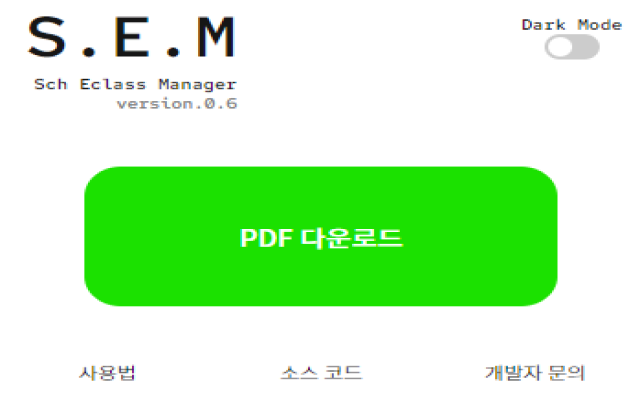 S.E.M
Dark Mode
Sch Eclass Manager
version.0.6
PDF 다운로드
사용법
소스 코드
개발자 문의